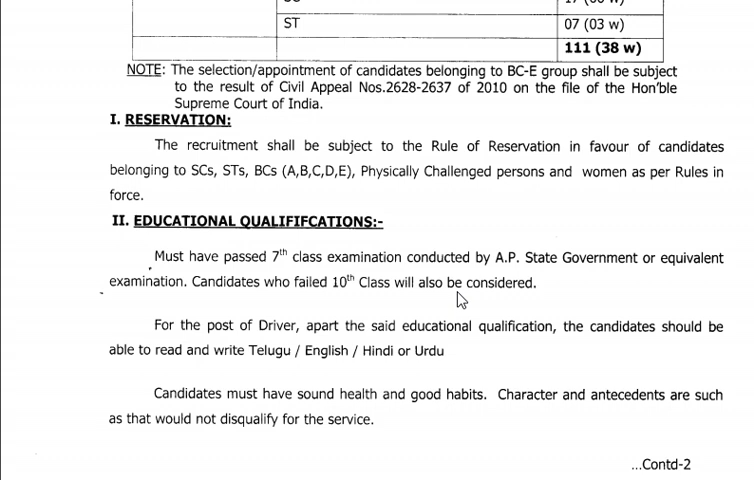 ST 07 (03 w)
111 (38 w)
NOTE: The selection/appointment of candidates belonging to BC-E group shall be subject
to the result of Civil Appeal Nos.2628-2637 of 2010 on the file of the Hon'ble
Supreme Court of India.
I. RESERVATION:
The recruitment shall be subject to the Rule of Reservation in favour of candidates
belonging to SCs, STs, BCs (A,B,C,D,E), Physically Challenged persons and women as per Rules in
force.
II. EDUCATIONAL QUALIFIFCATIONS:-
Must have passed 7th class examination conducted by A.P. State Government or equivalent
examination. Candidates who failed 10th Class will also be considered.
For the post of Driver, apart the said educational qualification, the candidates should be
able to read and write Telugu / English / Hindi or Urdu
Candidates must have sound health and good habits. Character and antecedents are such
as that would not disqualify for the service.
...Contd-2